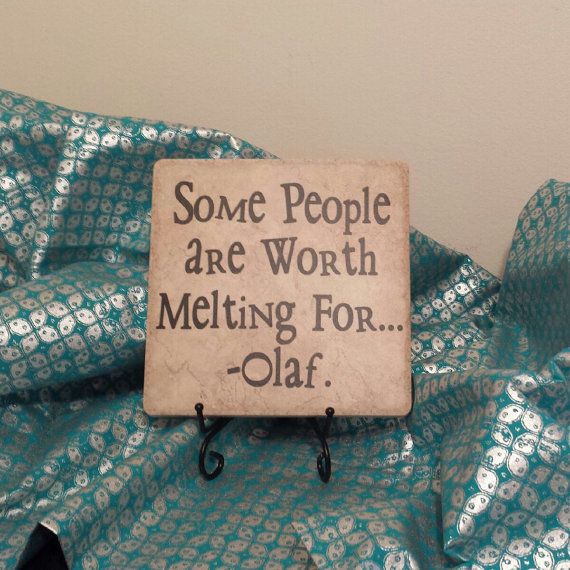 Some People
are Worth
Melting For...
-Olaf.